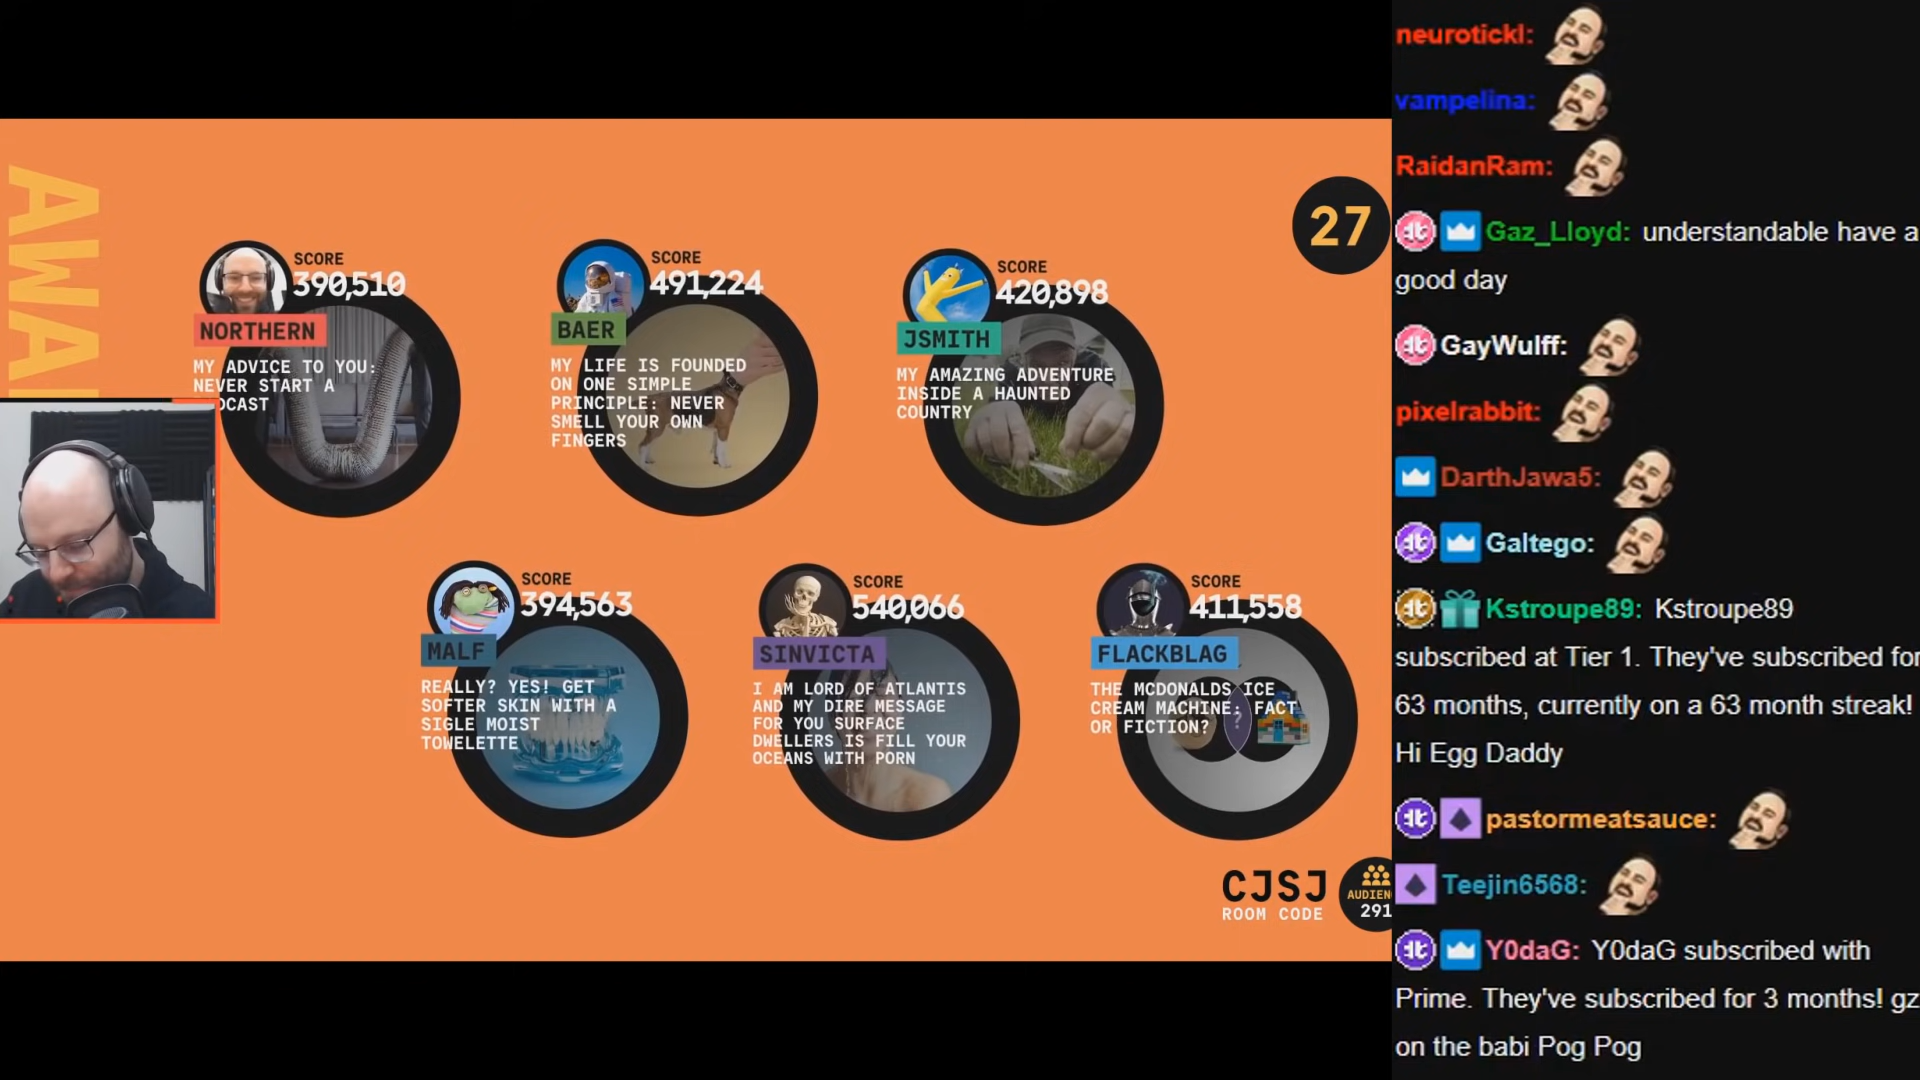 AWA
27
SCORE
390,510
NORTHERN
MY ADVICE TO YOU:
NEVER START A
DCAST
SCORE
491,224
BAER
MY LIFE IS FOUNDED
ON ONE SIMPLE
PRINCIPLE: NEVER
SMELL YOUR OWN
FINGERS
SCORE
420,898
JSMITH
MY AMAZING ADVENTURE
INSIDE A HAUNTED
COUNTRY
SCORE
394,563
MALF
REALLY? YES! GET
SOFTER SKIN WITH A
SIGLE MOIST
TOWELETTE
SCORE
540,066
SINVICTA
I AM LORD OF ATLANTIS
AND MY DIRE MESSAGE
FOR YOU SURFACE
DWELLERS IS FILL YOUR
OCEANS WITH PORN
SCORE
411,558
FLACKBLAG
THE MCDONALDS ICE
CREAM MACHINE: FACT
OR FICTION?
?
CJSJ
ROOM CODE
AUDIEN
291
neurotickl:
vampelina:
RaidanRam:
Gaz_Lloyd: understandable have a
good day
GayWulff:
pixelrabbit:
DarthJawa5:
Galtego:
Kstroupe89: Kstroupe89
subscribed at Tier 1. They've subscribed for
63 months, currently on a 63 month streak!
Hi Egg Daddy
pastormeatsauce:
Teejin6568:
Y0daG: Y0daG subscribed with
Prime. They've subscribed for 3 months! gz
on the babi Pog Pog